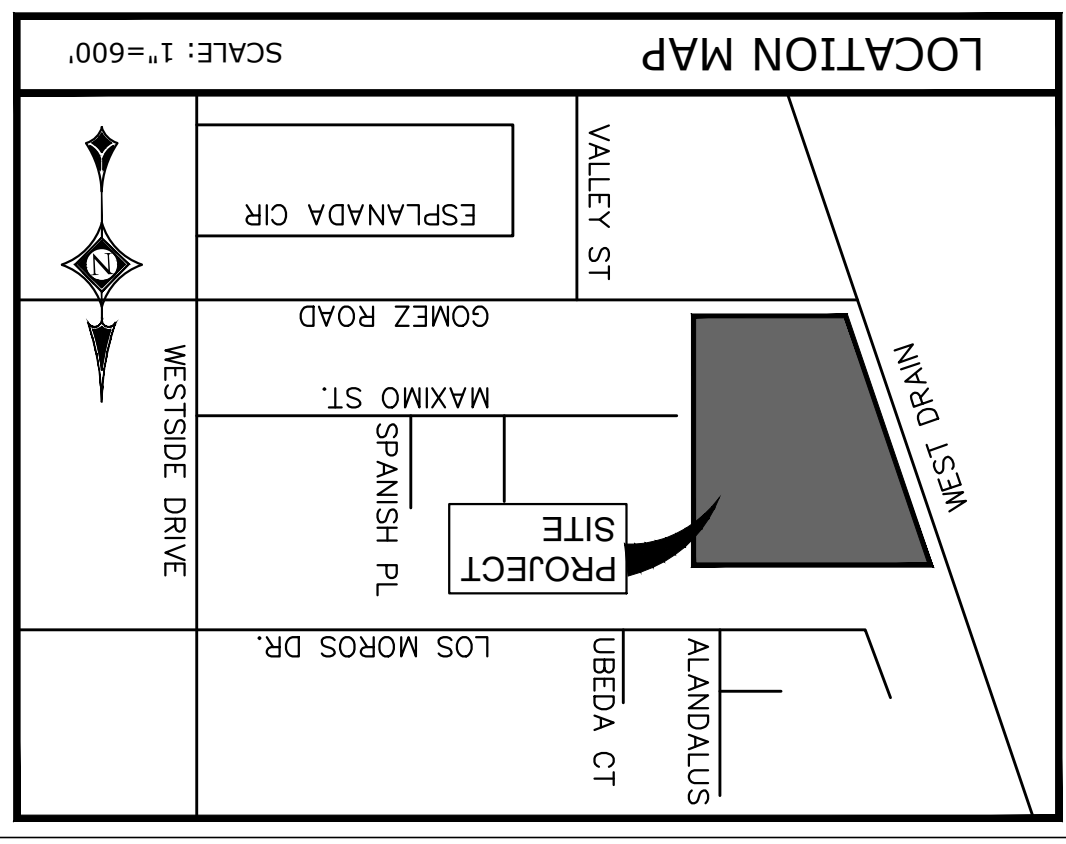 ALANDALUS
UBEDA CT
LOS MOROS DR.
WEST DRAIN
PROJECT
SITE
SPANISH PL
WESTSIDE DRIVE
MAXIMO ST.
GOMEZ ROAD
N
VALLEY ST
ESPLANADA CIR
LOCATION MAP
SCALE: 1"=600'